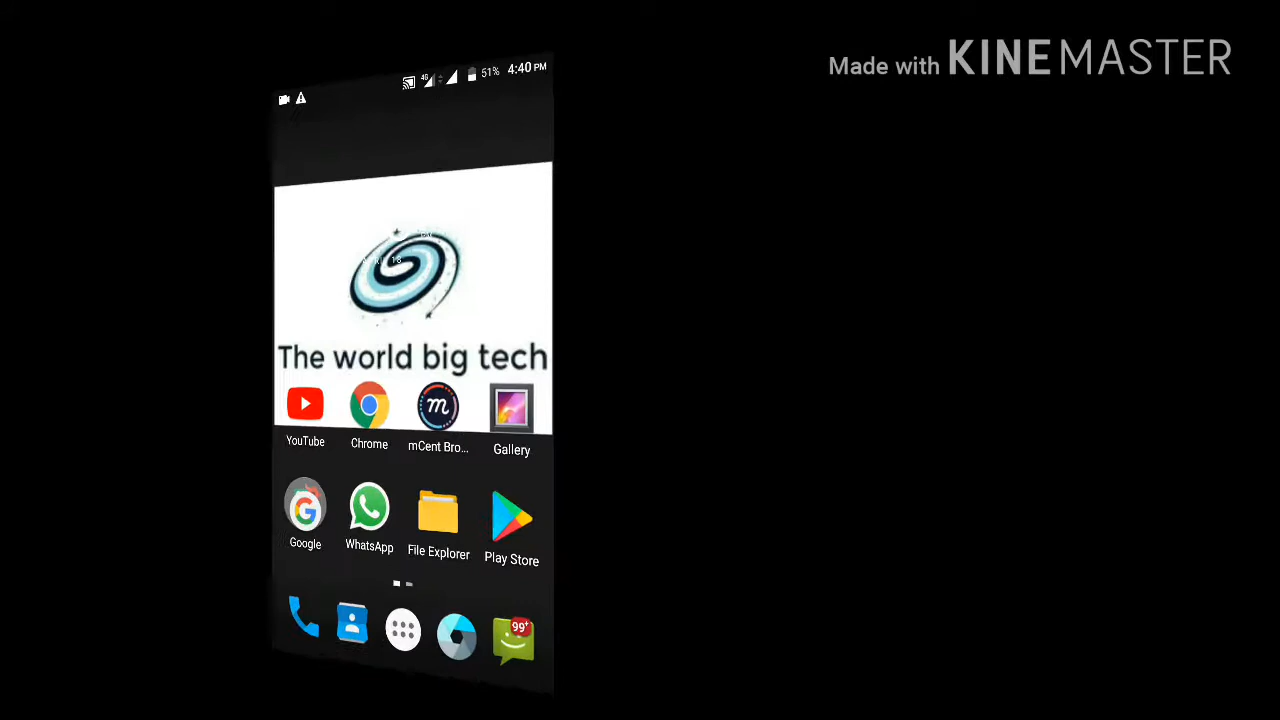 Made with KINEMASTER
4G 51% 4:40 PM
The world big tech
YouTube Chrome mCent Bro... Gallery
Google WhatsApp File Explorer Play Store
99+